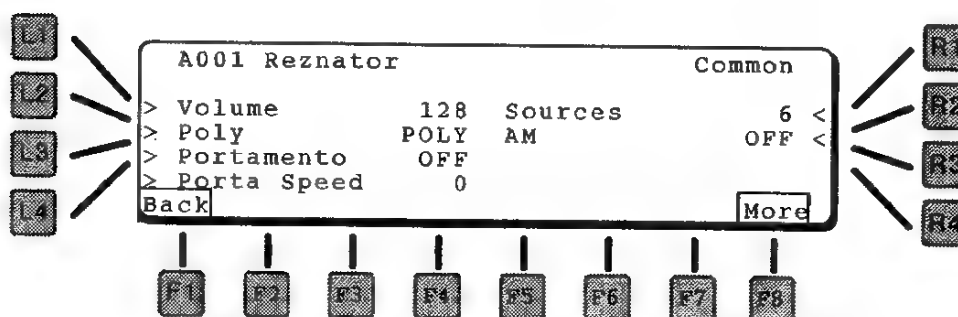 L1
A001 Reznator Common R1
L2
> Volume 128 Sources 6 < R2
> Poly POLY AM OFF <
L3 > Portamento OFF R3
> Porta Speed 0
L4 Back More R4
F1 F2 F3 F4 F5 F6 F7 F8